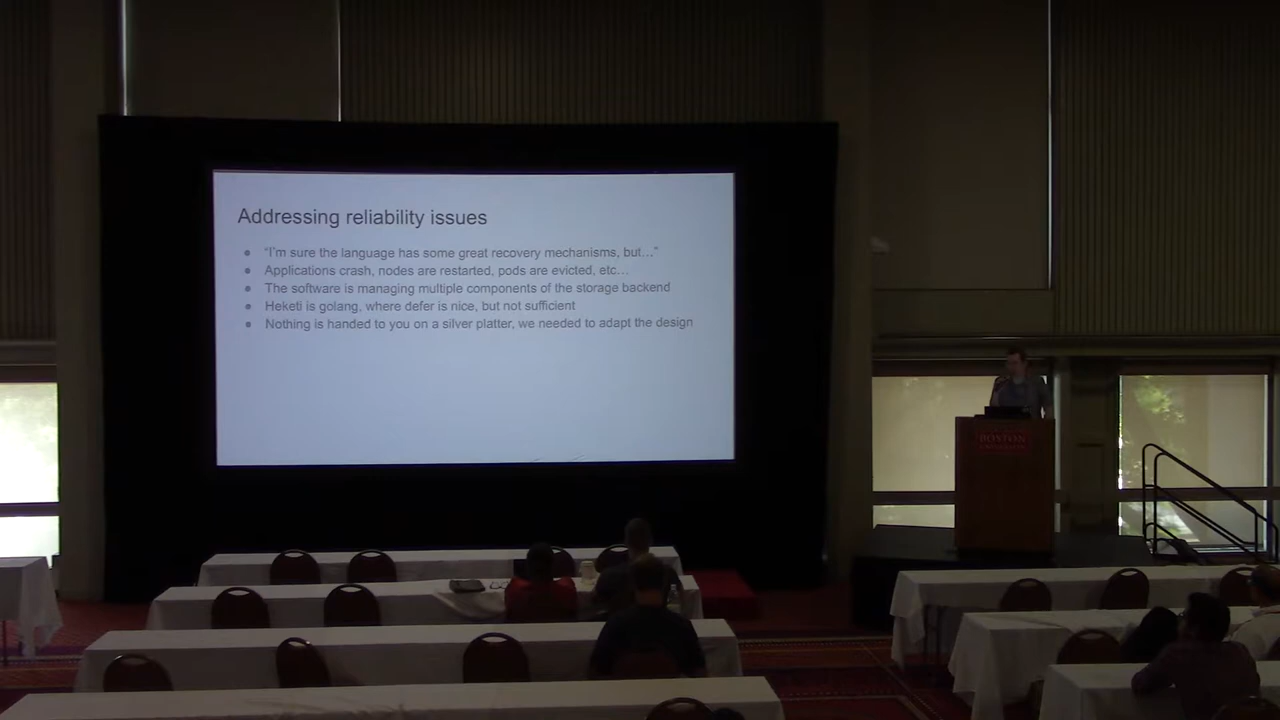 Addressing reliability issues
● "I'm sure the language has some great recovery mechanisms, but…"
● Applications crash, nodes are restarted, pods are evicted, etc…
● The software is managing multiple components of the storage backend
● Heketi is golang, where defer is nice, but not sufficient
● Nothing is handed to you on a silver platter, we needed to adapt the design
BOSTON